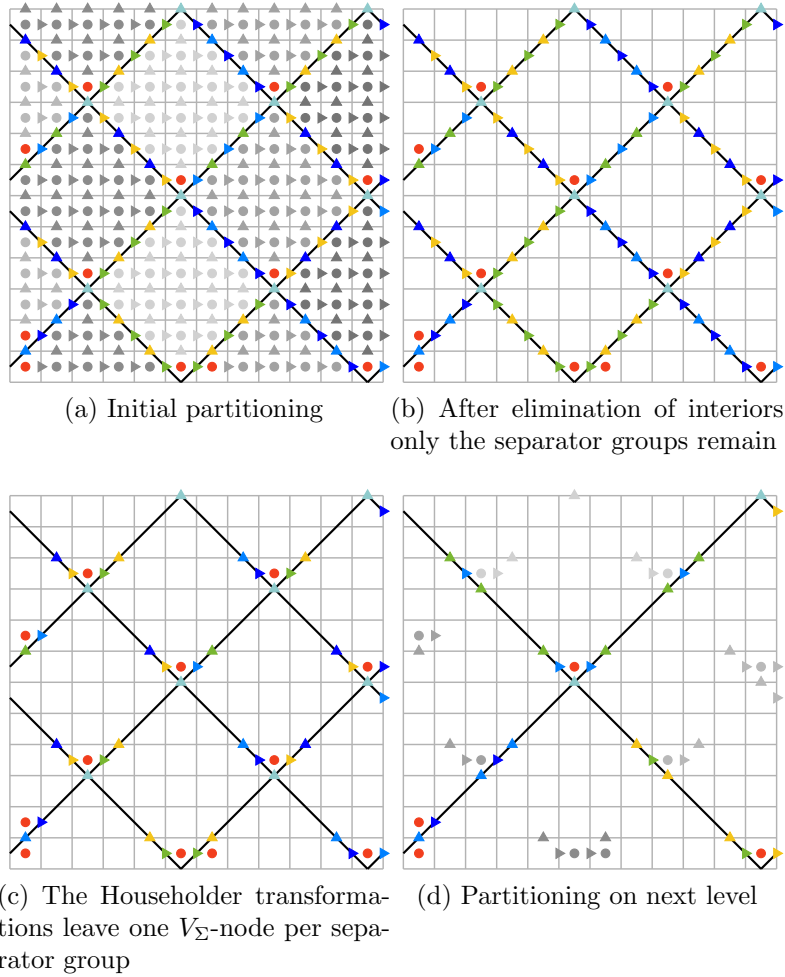 (a) Initial partitioning
(b) After elimination of interiors
only the separator groups remain
(c) The Householder transforma-
tions leave one V_Σ-node per sepa-
rator group
(d) Partitioning on next level